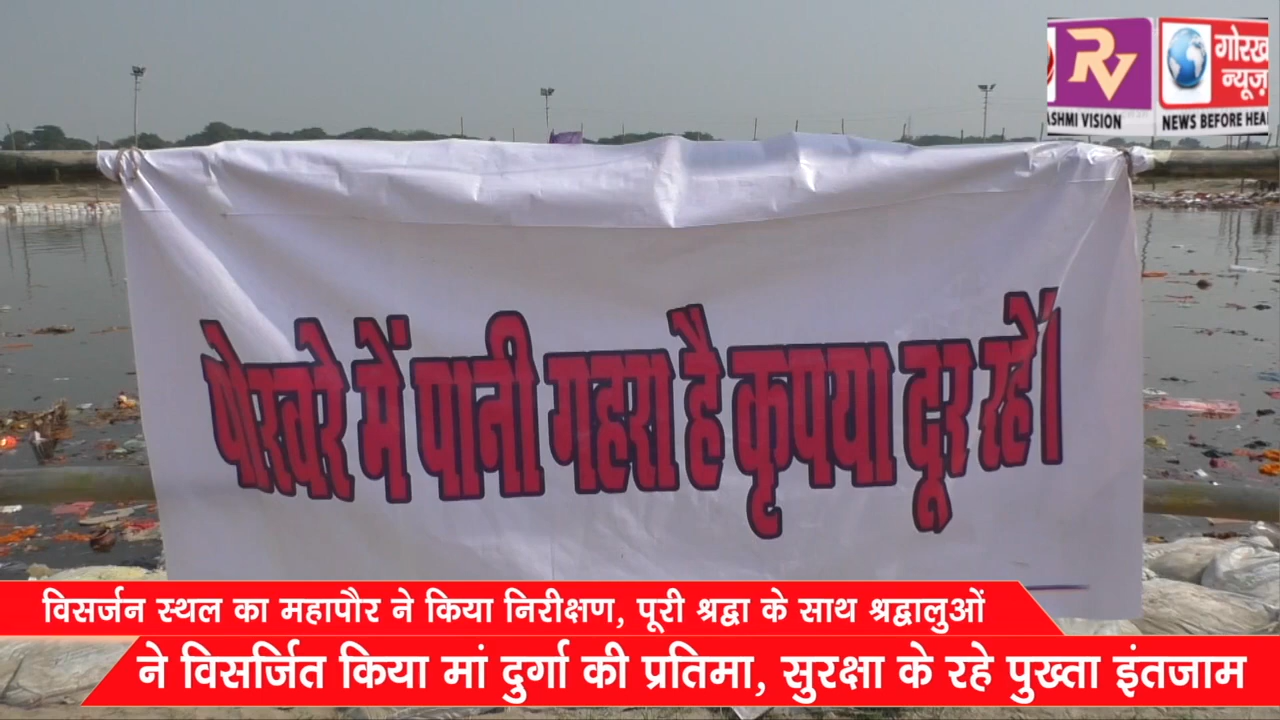 RV
गोरख
न्यूज़
ASHMI VISION
NEWS BEFORE HEA
पोखरे में पानी गहरा है कृपया दूर रहें।
विसर्जन स्थल का महापौर ने किया निरीक्षण, पूरी श्रद्वा के साथ श्रद्वालुओं
ने विसर्जित किया मां दुर्गा की प्रतिमा, सुरक्षा के रहे पुख्ता इंतजाम